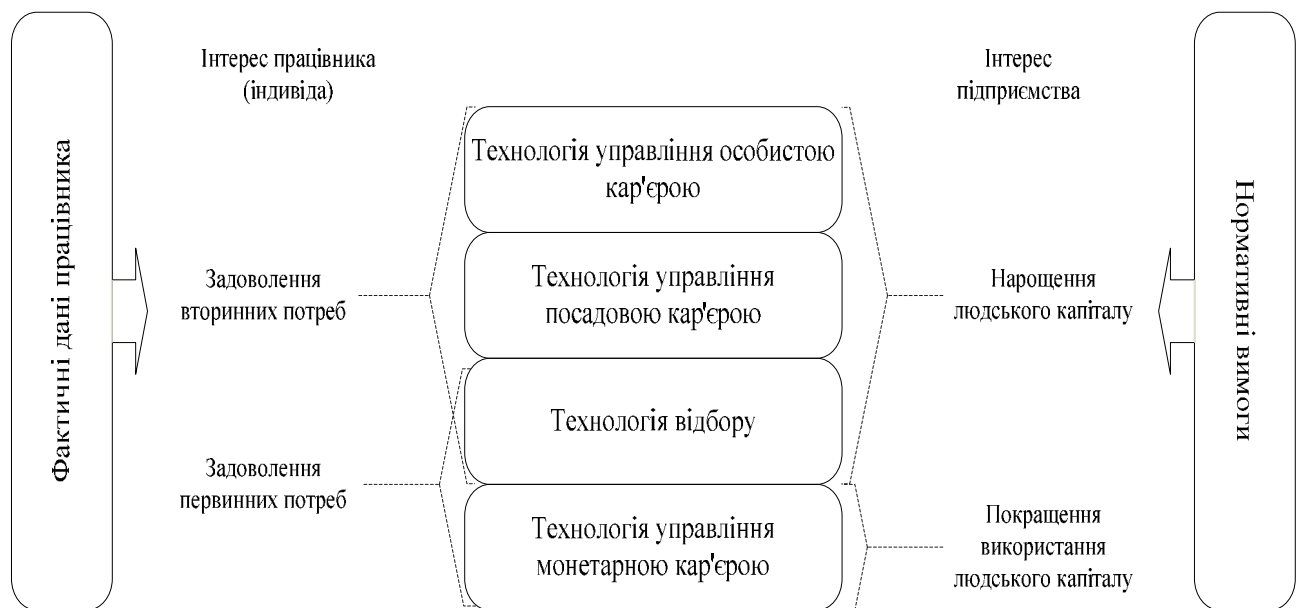 Фактичні дані працівника
Інтерес працівника
(індивіда)
Задоволення
вторинних потреб
Задоволення
первинних потреб
Технологія управління особистою
кар'єрою
Технологія управління
посадовою кар'єрою
Технологія відбору
Технологія управління
монетарною кар'єрою
Інтерес
підприємства
Нарощення
людського капіталу
Покращення
використання
людського капіталу
Нормативні вимоги